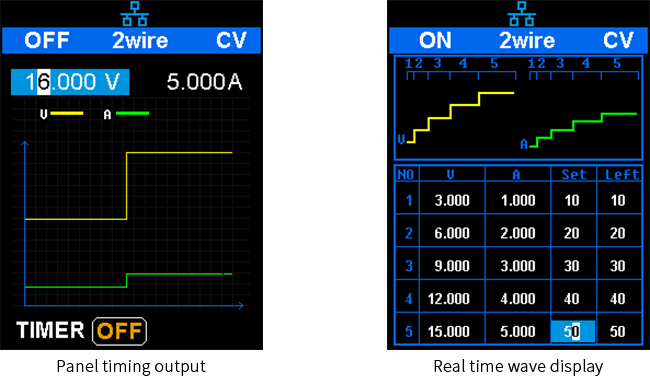 OFF 2wire CV
16.000 V 5.000A
V A
TIMER OFF
Panel timing output
ON 2wire CV
1 2 3 4 5 1 2 3 4 5
V A
NO V A Set Left
1 3.000 1.000 10 10
2 6.000 2.000 20 20
3 9.000 3.000 30 30
4 12.000 4.000 40 40
5 15.000 5.000 50 50
Real time wave display